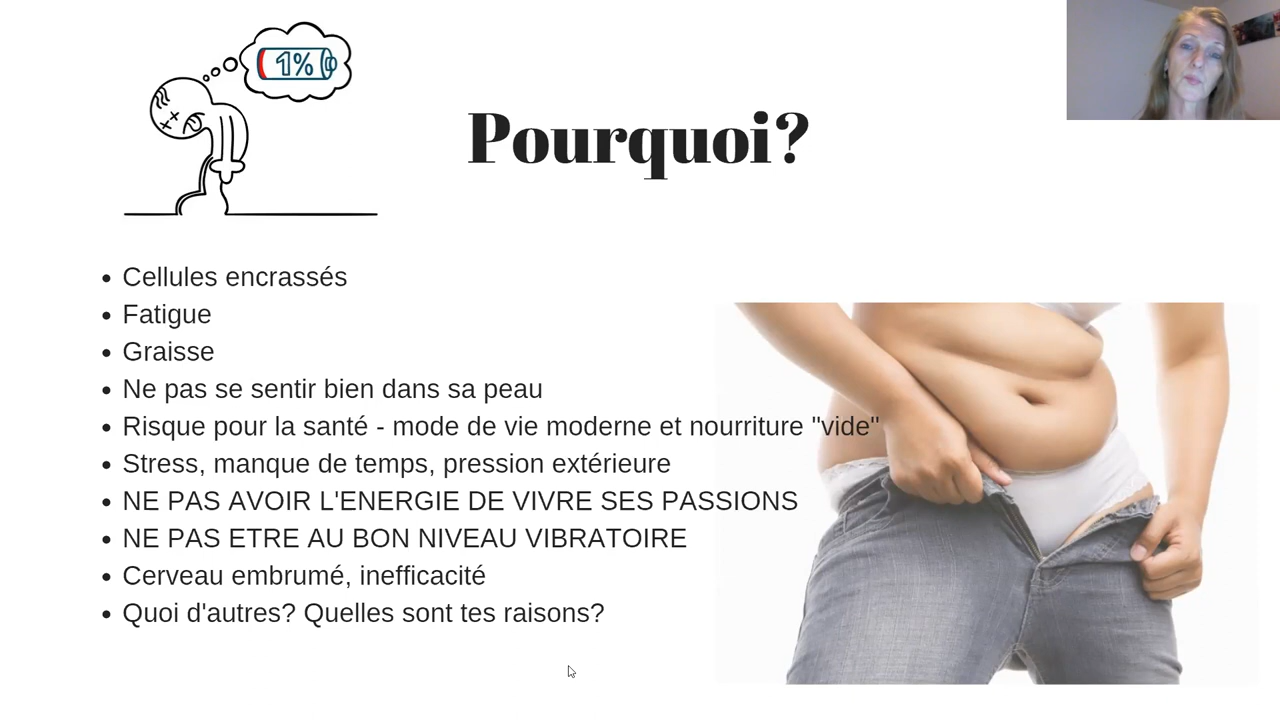 1%
Pourquoi?
Cellules encrassés
Fatigue
Graisse
Ne pas se sentir bien dans sa peau
Risque pour la santé - mode de vie moderne et nourriture "vide"
Stress, manque de temps, pression extérieure
NE PAS AVOIR L'ENERGIE DE VIVRE SES PASSIONS
NE PAS ETRE AU BON NIVEAU VIBRATOIRE
Cerveau embrumé, inefficacité
Quoi d'autres? Quelles sont tes raisons?